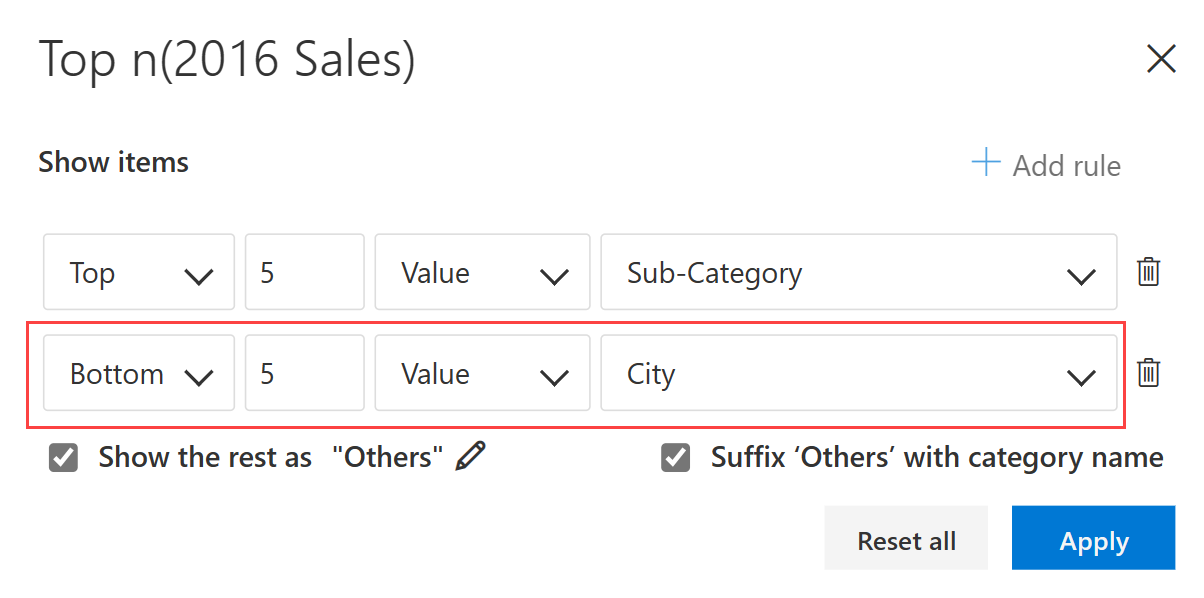 Top n(2016 Sales)
Show items
Add rule
Top 5 Value Sub-Category
Bottom 5 Value City
Show the rest as "Others" Suffix ‘Others’ with category name
Reset all Apply